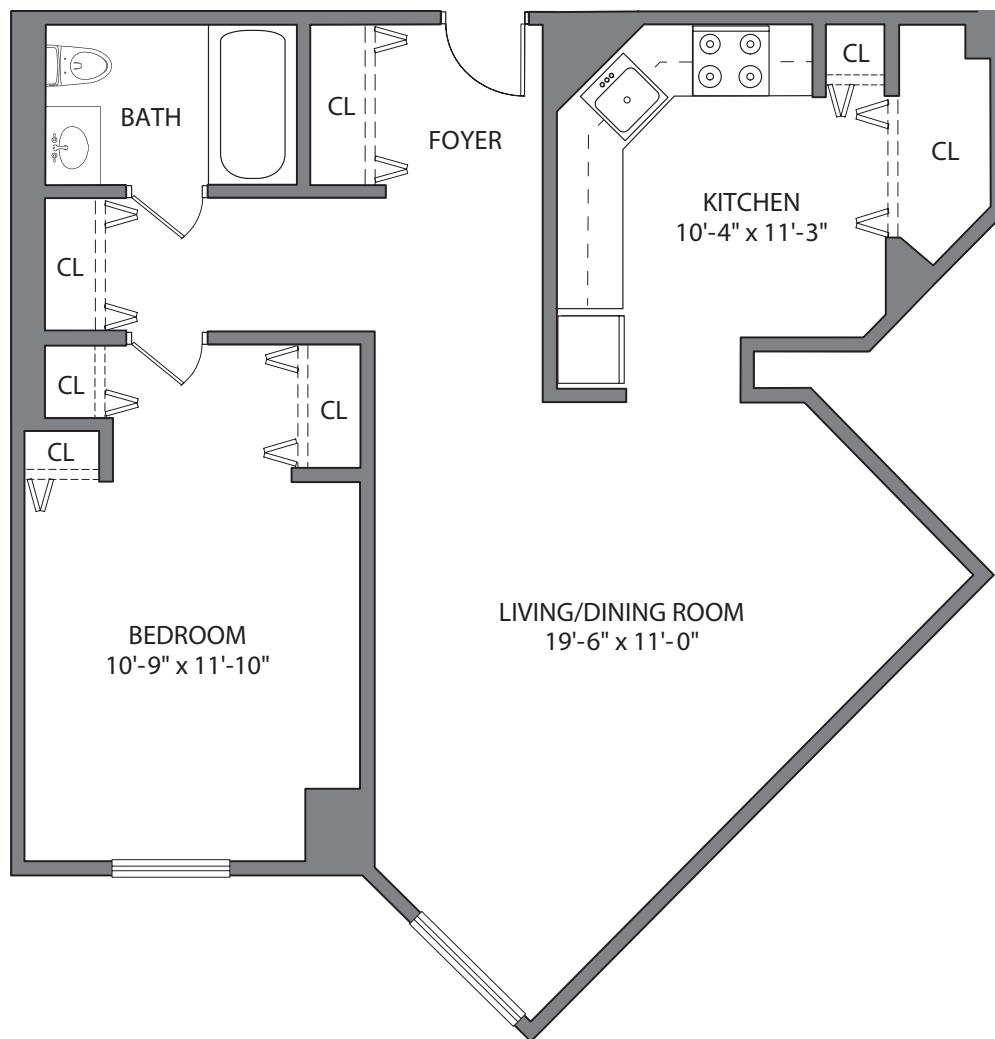 CL
BATH
CL
FOYER
CL
KITCHEN
10'-4" x 11'-3"
CL
CL
CL
CL
BEDROOM
10'-9" x 11'-10"
LIVING/DINING ROOM
19'-6" x 11'-0"
CL